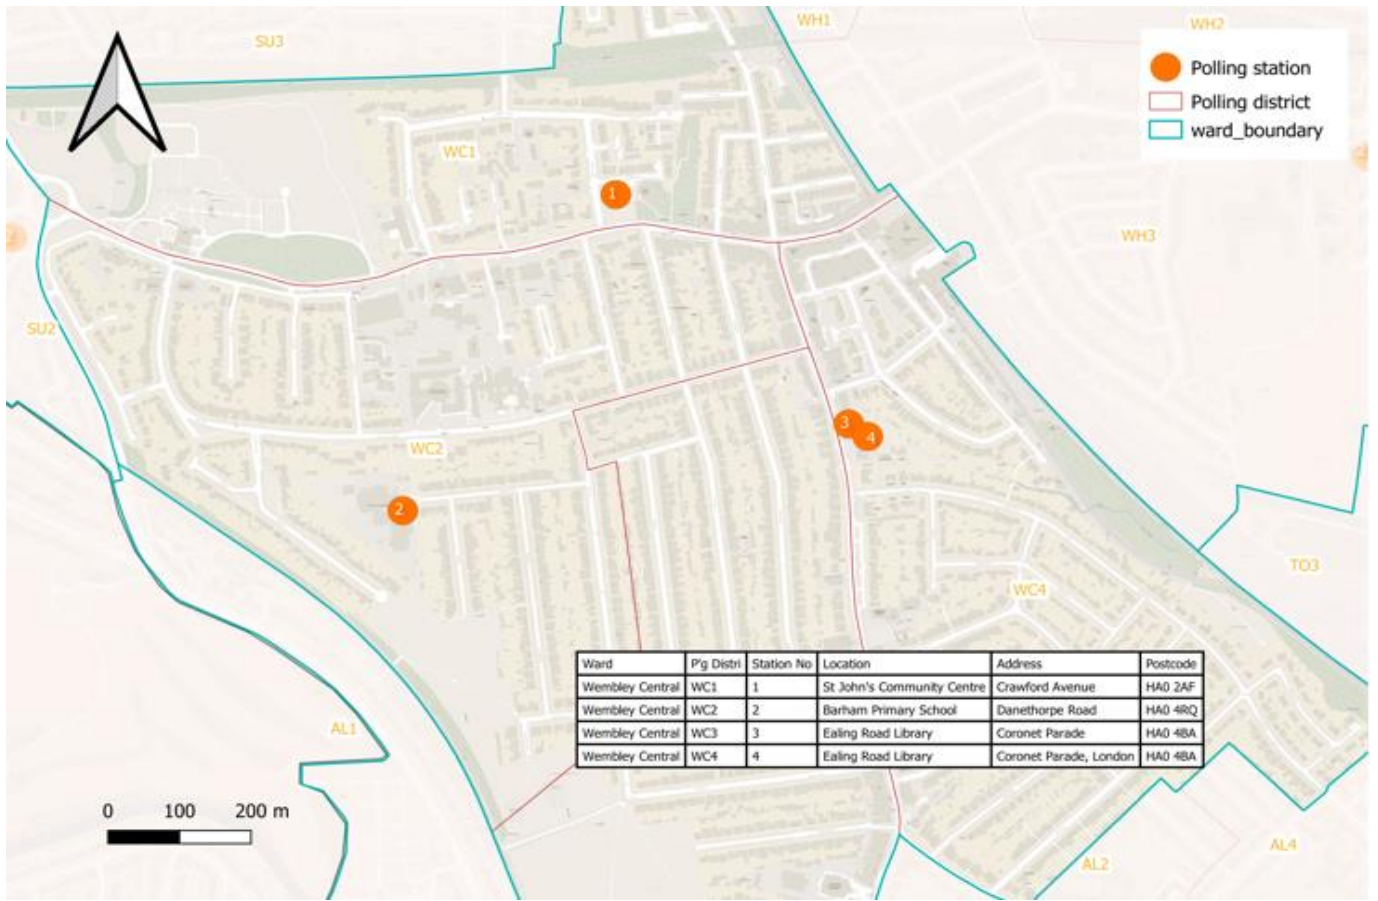 WH1
WH2
SU3
Polling station
Polling district
ward_boundary
WC1
1
WH3
SU2
3
4
WC2
2
TO3
WC4
Ward P'g Distri Station No Location Address Postcode
Wembley Central WC1 1 St John's Community Centre Crawford Avenue HA0 2AF
Wembley Central WC2 2 Barham Primary School Danethorpe Road HA0 4RQ
Wembley Central WC3 3 Ealing Road Library Coronet Parade HA0 4BA
Wembley Central WC4 4 Ealing Road Library Coronet Parade, London HA0 4BA
AL1
0 100 200 m
AL4
AL2